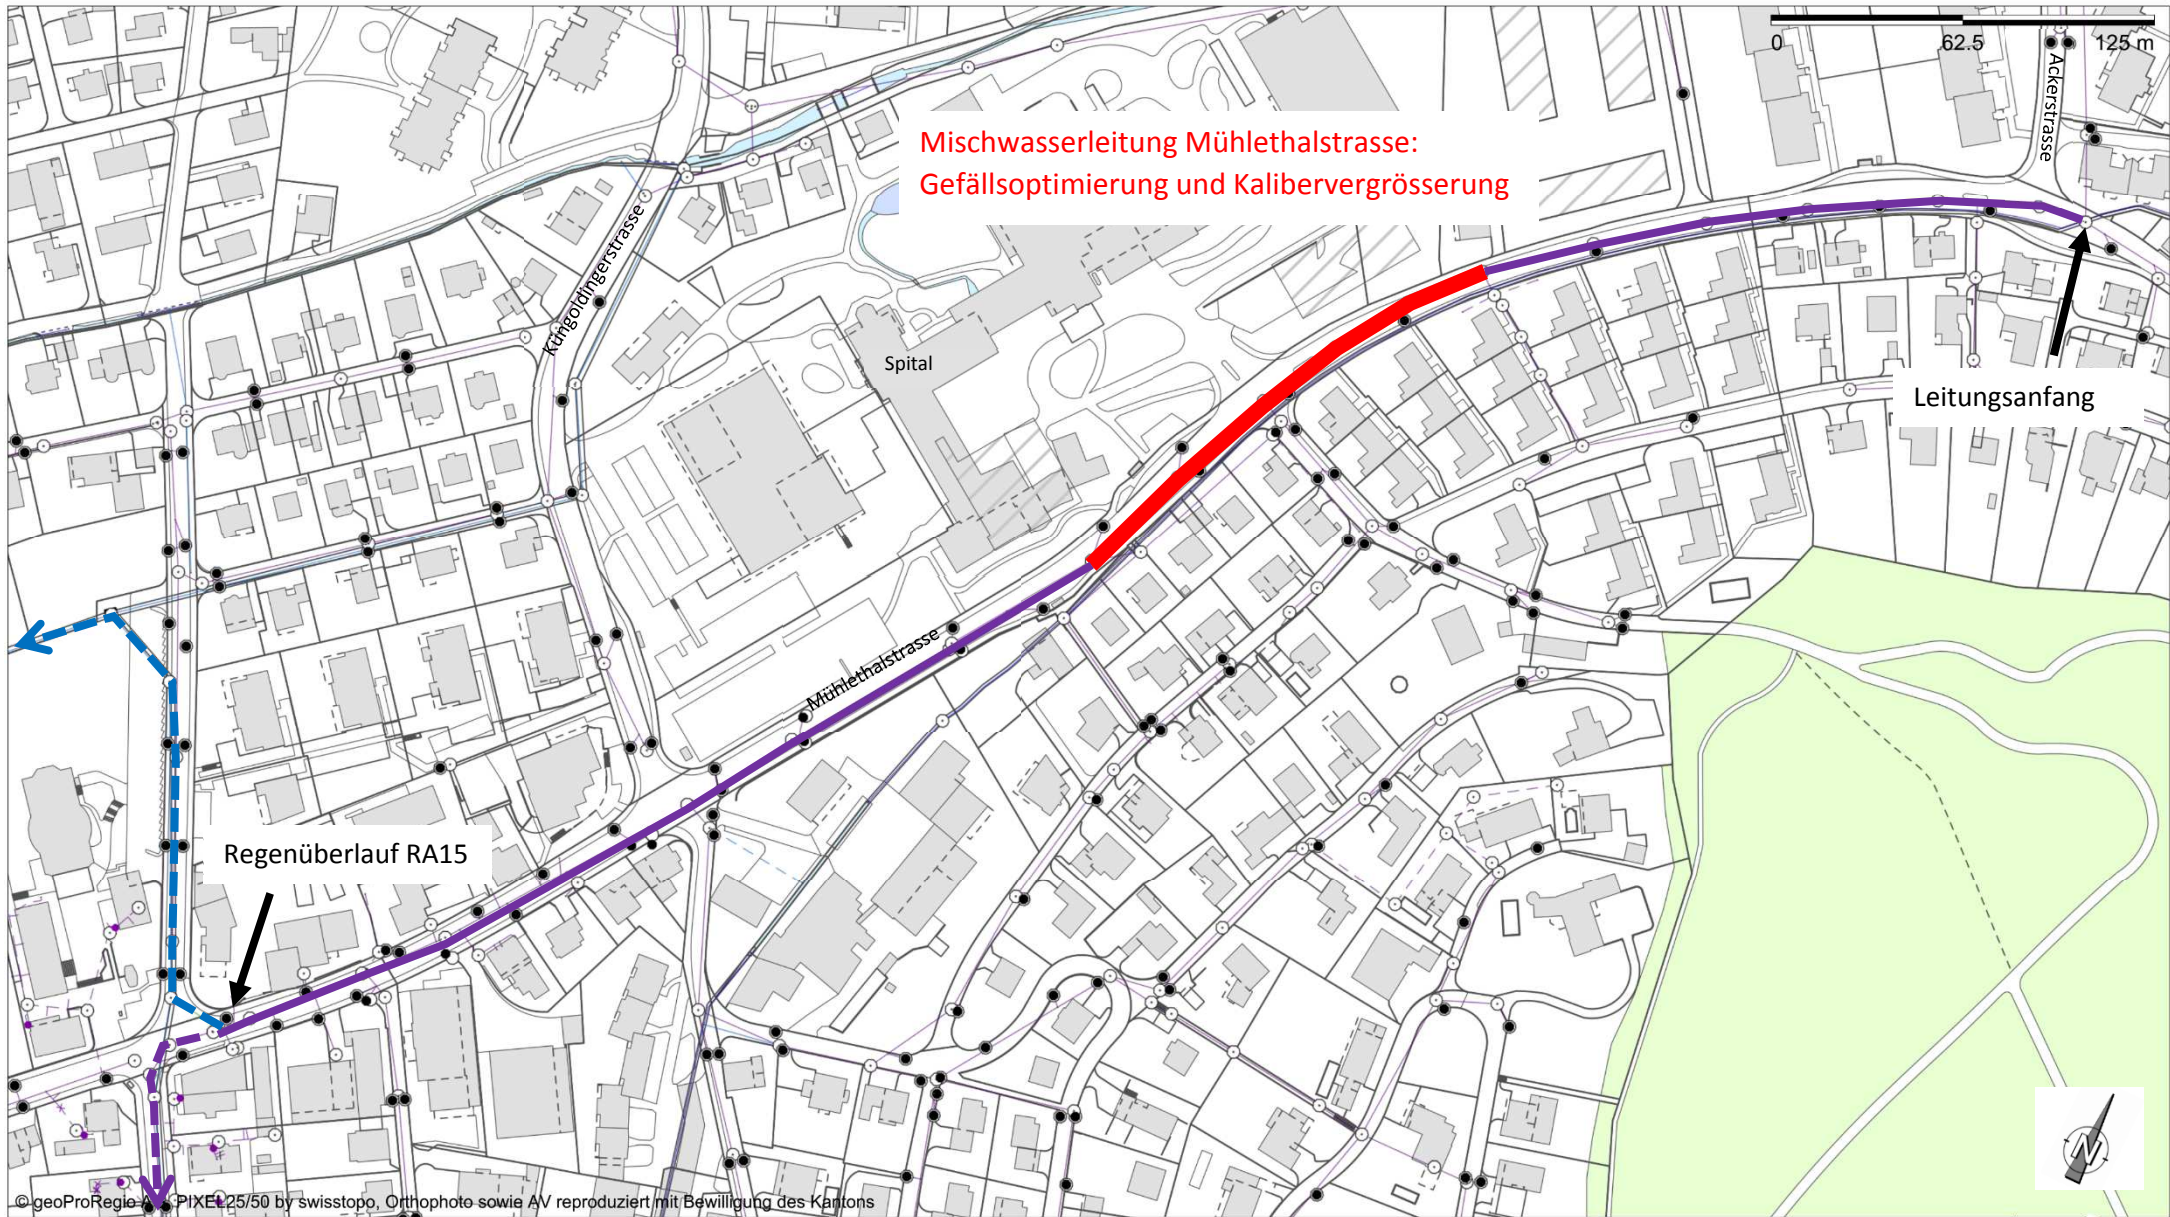 0 62.5 125 m
Ackerstrasse
Mischwasserleitung Mühlethalstrasse:
Gefällsoptimierung und Kalibervergrösserung
Küngoldingerstrasse
Spital
Leitungsanfang
Mühlethalstrasse
Regenüberlauf RA15
N
© geoProRegio PIXEL25/50 by swisstopo, Orthophoto sowie AV reproduziert mit Bewilligung des Kantons